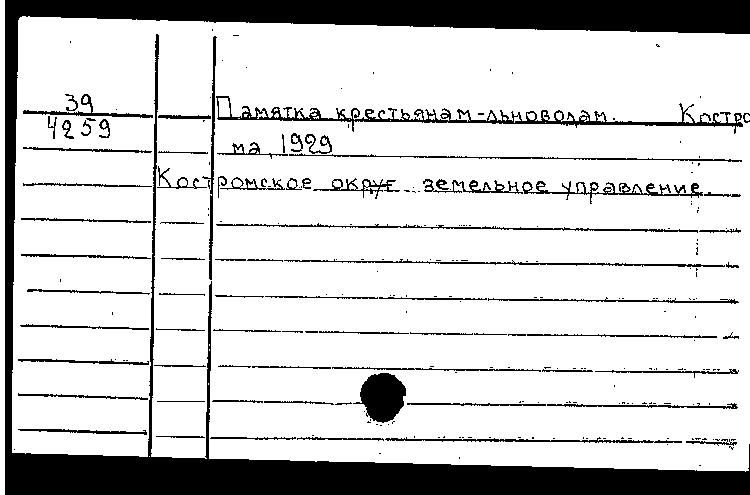 39
4259
Памятка крестьянам-льноводам. Костро
ма, 1929
Костромское округ. земельное управление.